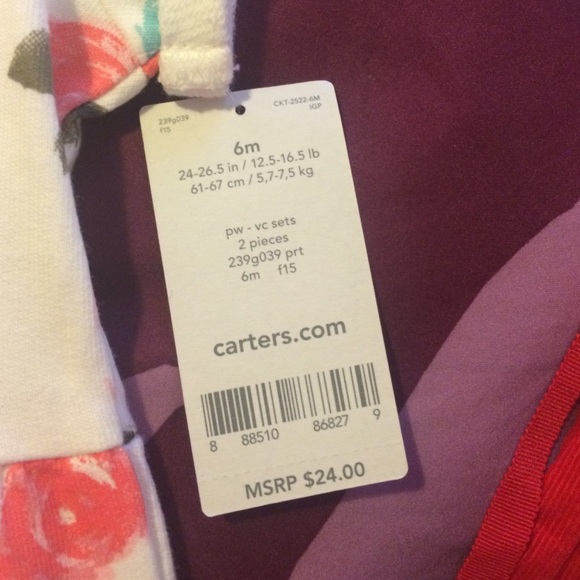 239g039
f15
CKT-2522-6M
IGP
6m
24-26.5 in / 12.5-16.5 lb
61-67 cm / 5,7-7,5 kg
pw - vc sets
2 pieces
239g039 prt
6m f15
carters.com
8 88510 86827 9
MSRP $24.00